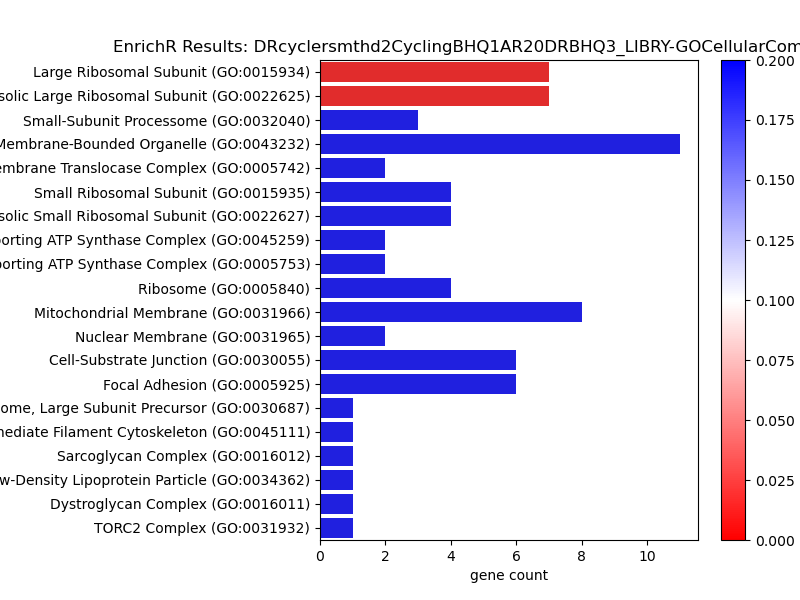 EnrichR Results: DRcyclersmthd2CyclingBHQ1AR20DRBHQ3_LIBRY-GOCellularCom
Large Ribosomal Subunit (GO:0015934)
solic Large Ribosomal Subunit (GO:0022625)
Small-Subunit Processome (GO:0032040)
Membrane-Bounded Organelle (GO:0043232)
embrane Translocase Complex (GO:0005742)
Small Ribosomal Subunit (GO:0015935)
solic Small Ribosomal Subunit (GO:0022627)
orting ATP Synthase Complex (GO:0045259)
orting ATP Synthase Complex (GO:0005753)
Ribosome (GO:0005840)
Mitochondrial Membrane (GO:0031966)
Nuclear Membrane (GO:0031965)
Cell-Substrate Junction (GO:0030055)
Focal Adhesion (GO:0005925)
ome, Large Subunit Precursor (GO:0030687)
mediate Filament Cytoskeleton (GO:0045111)
Sarcoglycan Complex (GO:0016012)
w-Density Lipoprotein Particle (GO:0034362)
Dystroglycan Complex (GO:0016011)
TORC2 Complex (GO:0031932)
0 2 4 6 8 10
gene count
0.200
0.175
0.150
0.125
0.100
0.075
0.050
0.025
0.000